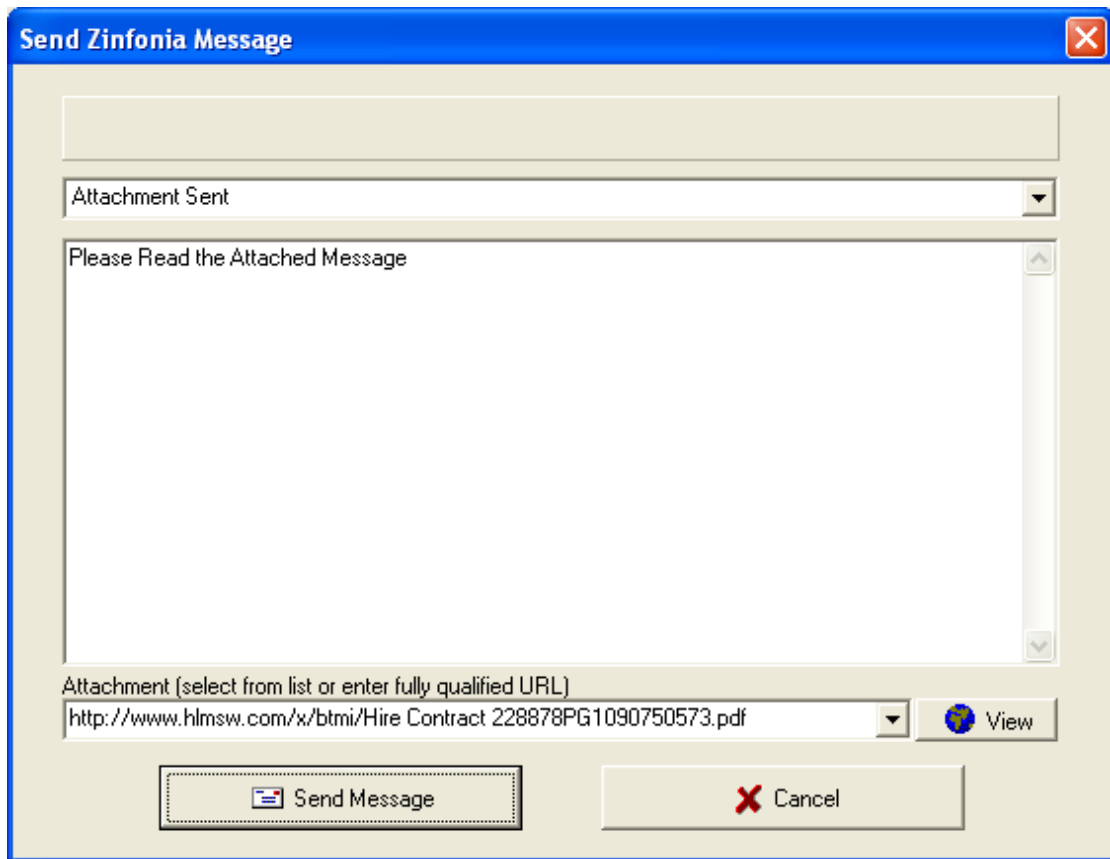 Send Zinfonia Message
Attachment Sent
Please Read the Attached Message
Attachment (select from list or enter fully qualified URL)
http://www.hlmsw.com/x/btmi/Hire Contract 228878PG1090750573.pdf
View
Send Message
Cancel